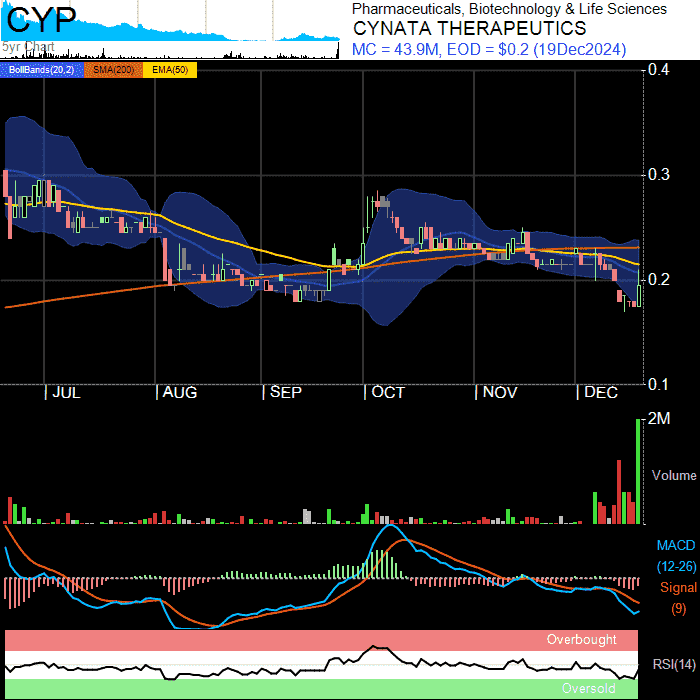 CYP
5yr Chart
Pharmaceuticals, Biotechnology & Life Sciences
CYNATA THERAPEUTICS
MC = 43.9M, EOD = $0.2 (19Dec2024)
BollBands(20,2) SMA(200) EMA(50)
0.4
0.3
0.2
0.1
JUL AUG SEP OCT NOV DEC
2M
Volume
MACD
(12-26)
Signal
(9)
Overbought
RSI(14)
Oversold